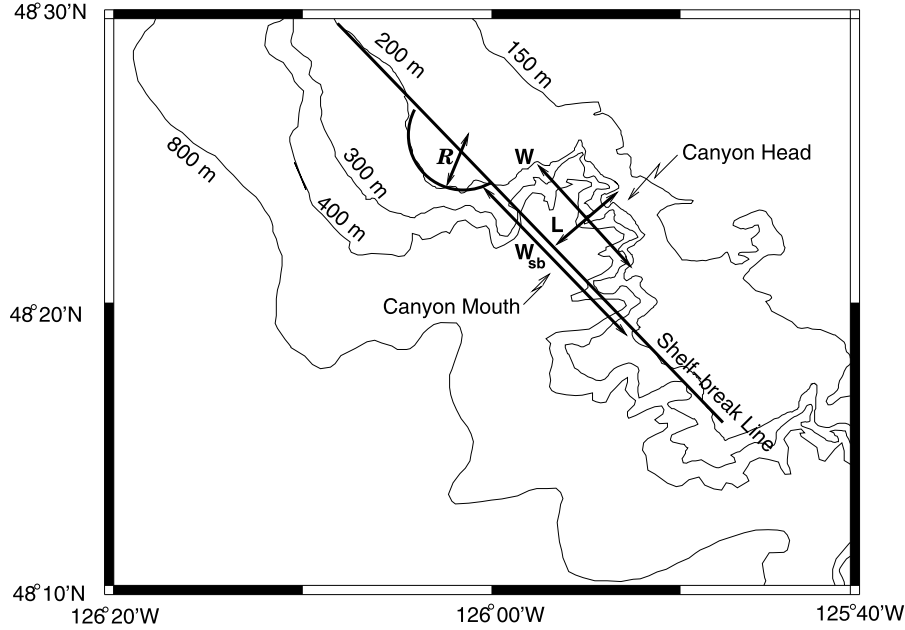 48°30'N
200 m
150 m
800 m
300 m
400 m
R
W
Canyon Head
L
W sb
Canyon Mouth
48°20'N
Shelf-break Line
48°10'N
126°20'W
126°00'W
125°40'W